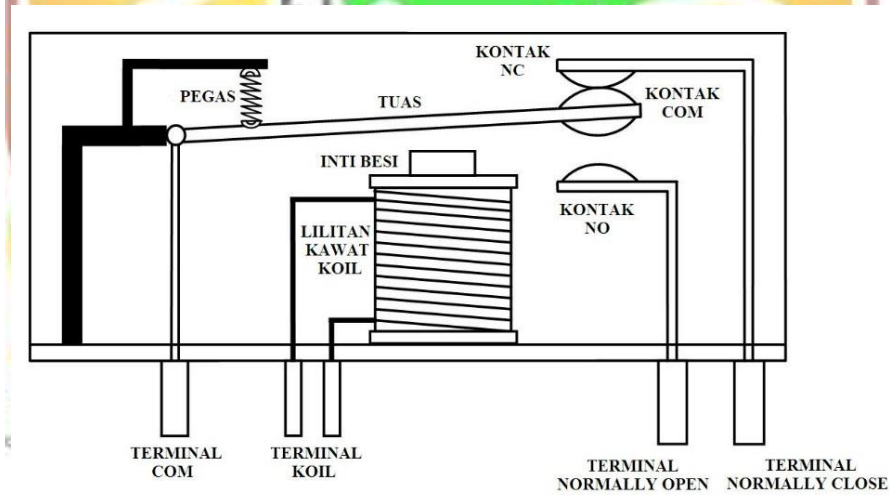 KONTAK
NC
PEGAS
TUAS
KONTAK
COM
INTI BESI
KONTAK
NO
LILITAN
KAWAT
KOIL
TERMINAL
COM
TERMINAL
KOIL
TERMINAL
NORMALLY OPEN
TERMINAL
NORMALLY CLOSE